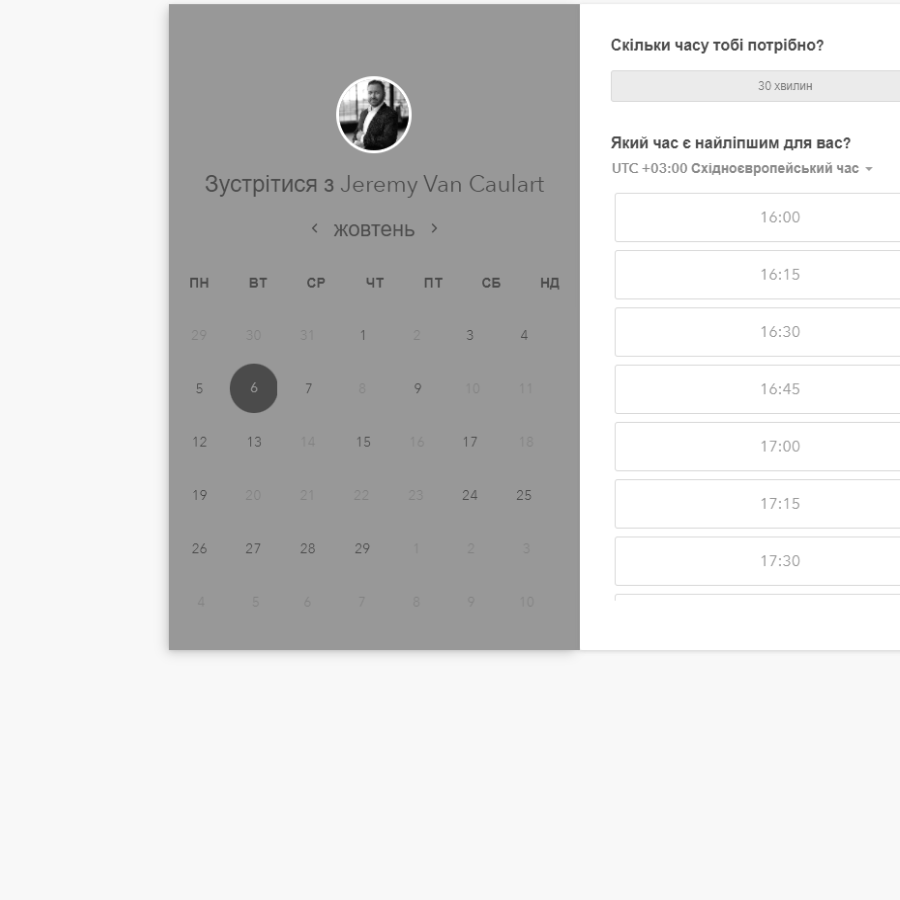 Зустрітися з Jeremy Van Caulart
жовтень
ПН ВТ СР ЧТ ПТ СБ НД
29 30 31 1 2 3 4
5 6 7 8 9 10 11
12 13 14 15 16 17 18
19 20 21 22 23 24 25
26 27 28 29 1 2 3
4 5 6 7 8 9 10
Скільки часу тобі потрібно?
30 хвилин
Який час є найліпшим для вас?
UTC +03:00 Східноєвропейський час
16:00
16:15
16:30
16:45
17:00
17:15
17:30